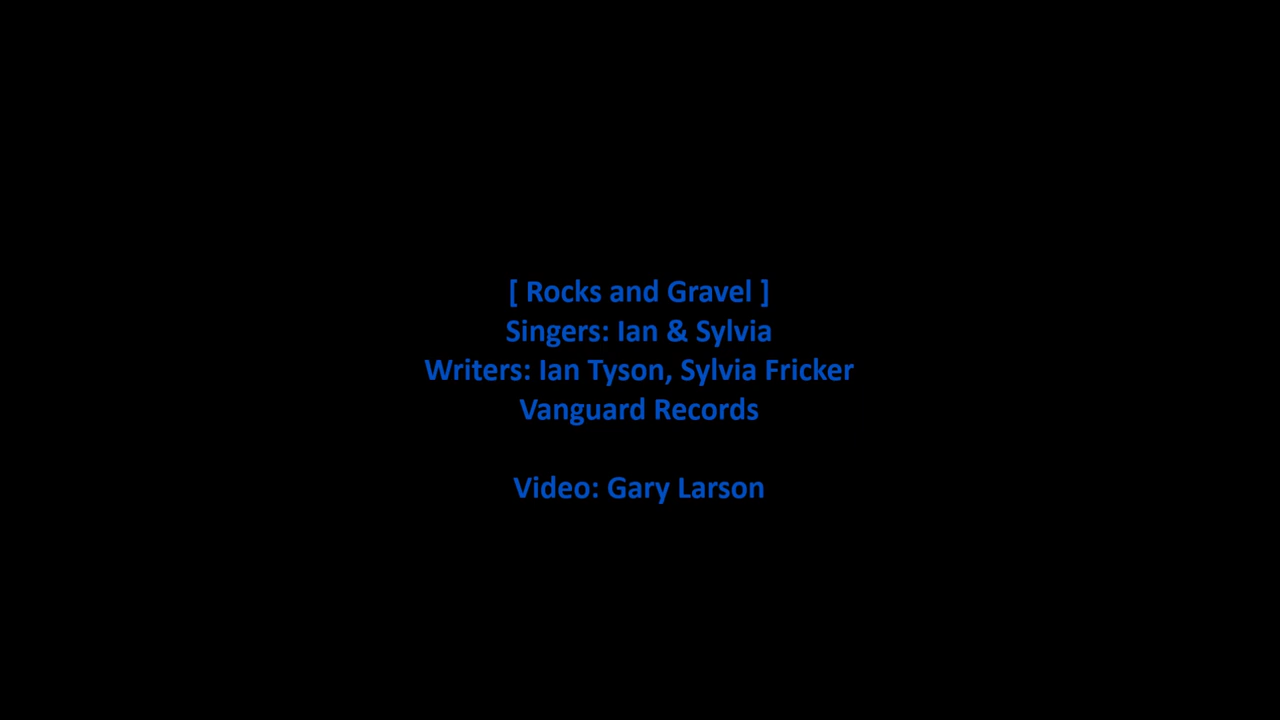 [ Rocks and Gravel ]
Singers: Ian & Sylvia
Writers: Ian Tyson, Sylvia Fricker
Vanguard Records
Video: Gary Larson